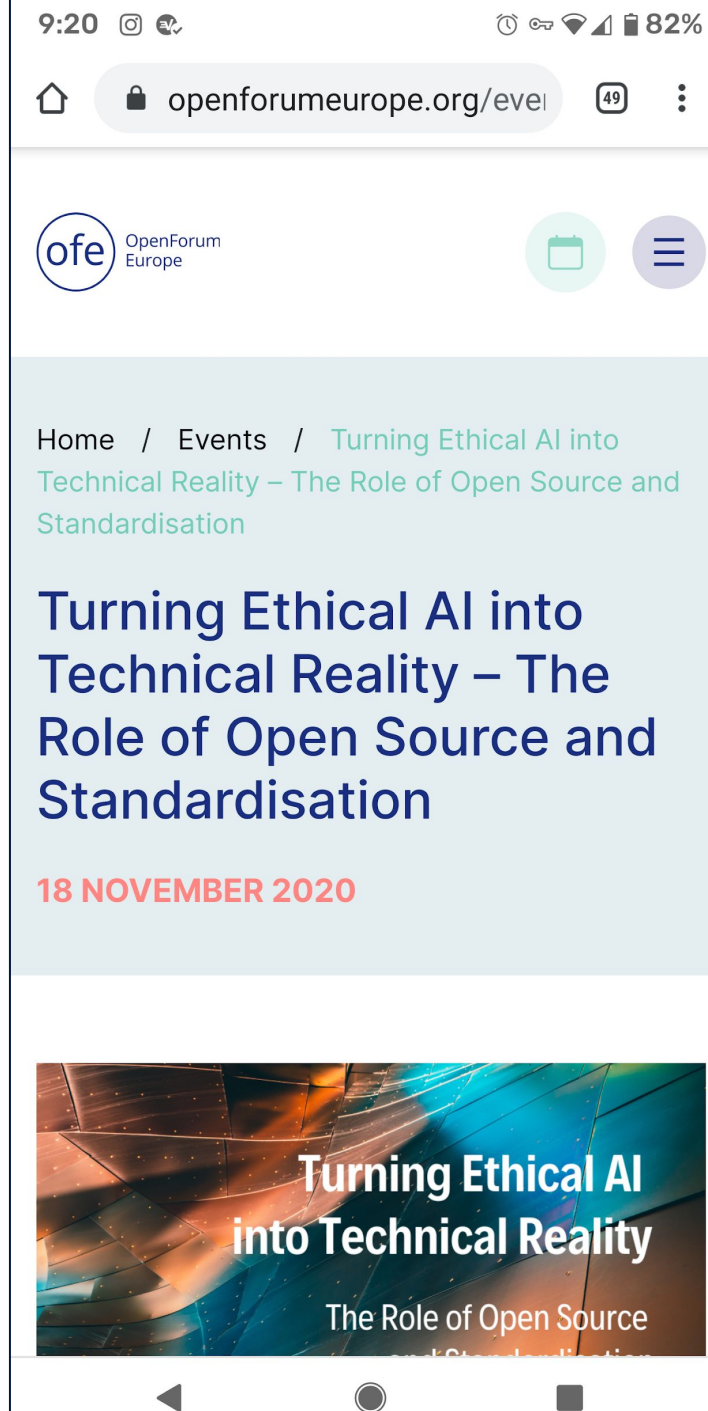 9:20
82%
openforumeurope.org/eve
49
ofe
OpenForum
Europe
Home / Events / Turning Ethical AI into
Technical Reality – The Role of Open Source and
Standardisation
Turning Ethical AI into
Technical Reality – The
Role of Open Source and
Standardisation
18 NOVEMBER 2020
Turning Ethical AI
into Technical Reality
The Role of Open Source
and Standardisation